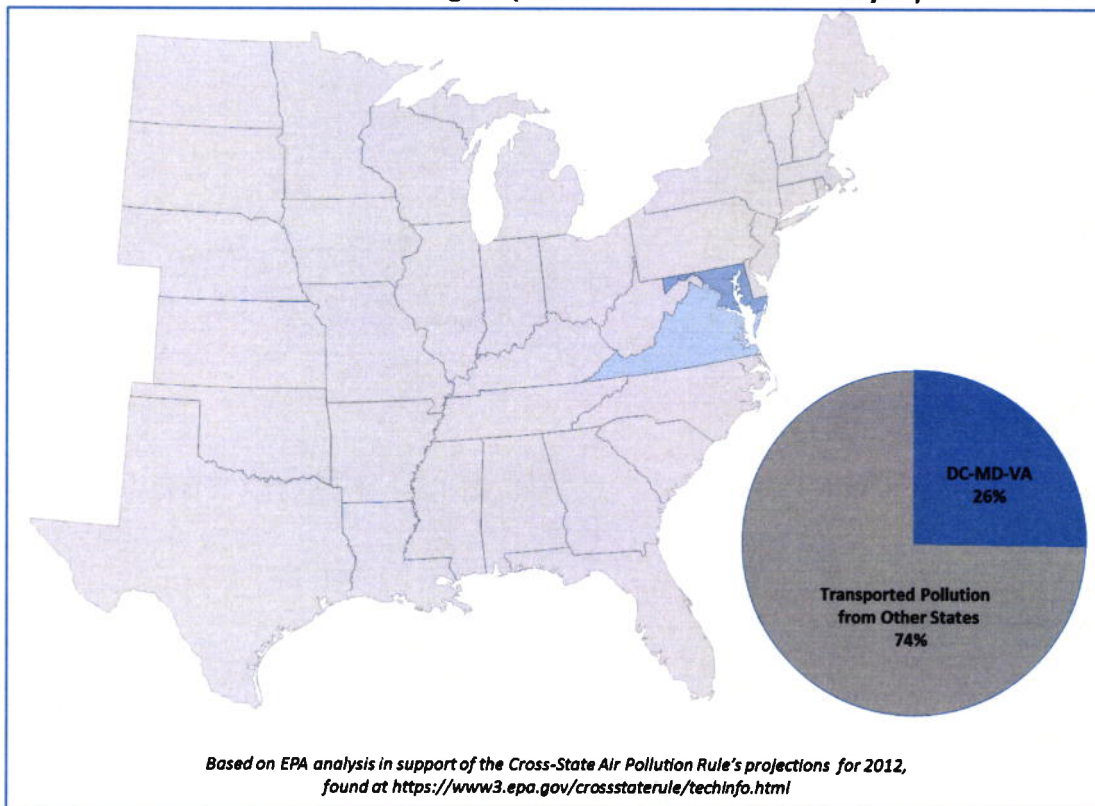 DC-MD-VA
26%
Transported Pollution
from Other States
74%
Based on EPA analysis in support of the Cross-State Air Pollution Rule's projections for 2012,
found at https://www3.epa.gov/crossstaterule/techinfo.html